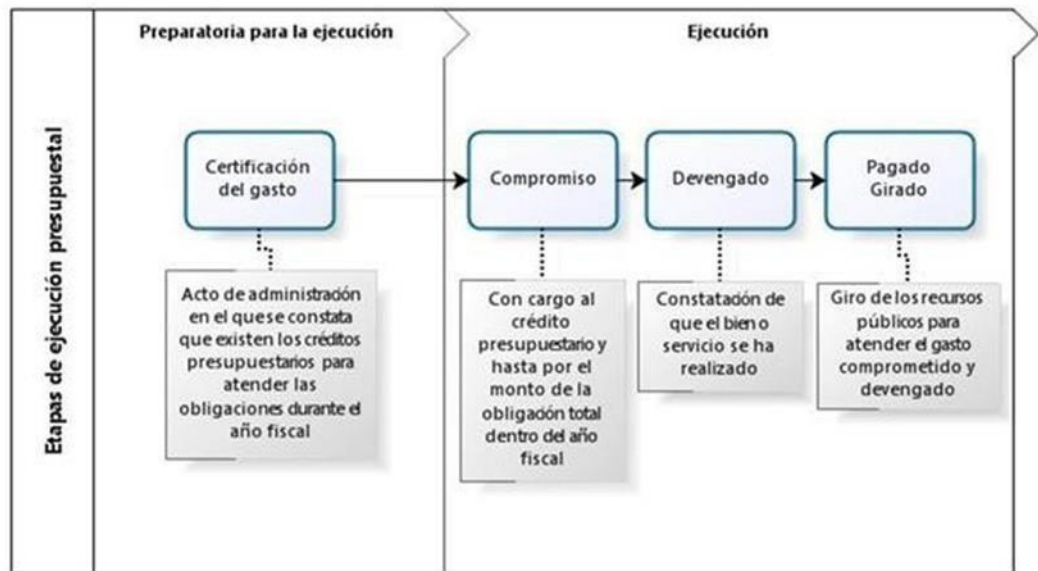 Preparatoria para la ejecución
Ejecución
Etapas de ejecución presupuestal
Certificación
del gasto
Compromiso
Devengado
Pagado
Girado
Acto de administración
en el que se constata
que existen los créditos
presupuestarios para
atender las
obligaciones durante el
año fiscal
Con cargo al
crédito
presupuestario y
hasta por el
monto de la
obligación total
dentro del año
fiscal
Constatación de
que el bien o
servicio se ha
realizado
Giro de los recursos
públicos para
atender el gasto
comprometido y
devengado